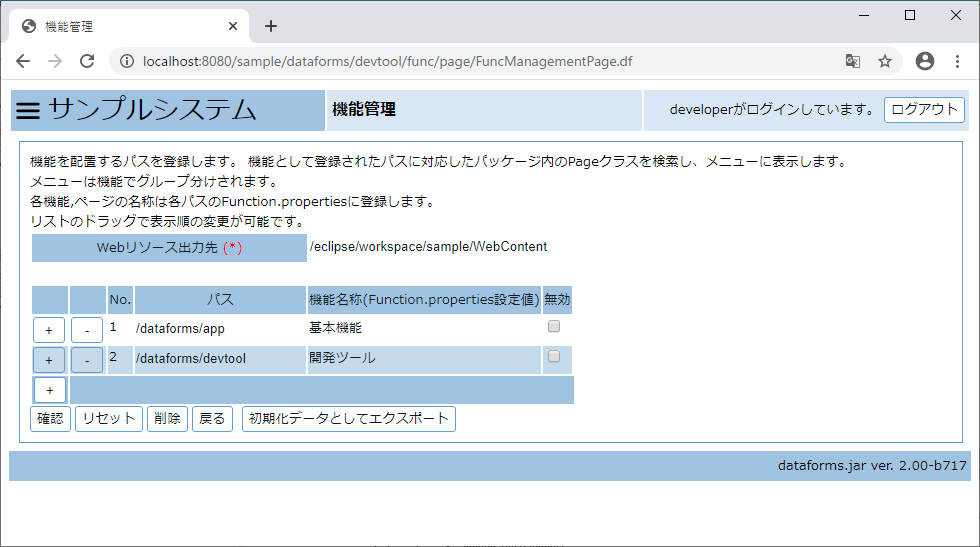 機能管理
localhost:8080/sample/dataforms/devtool/func/page/FuncManagementPage.df
サンプルシステム 機能管理 developerがログインしています。 ログアウト
機能を配置するパスを登録します。 機能として登録されたパスに対応したパッケージ内のPageクラスを検索し、メニューに表示します。
メニューは機能でグループ分けされます。
各機能,ページの名称は各パスのFunction.propertiesに登録します。
リストのドラッグで表示順の変更が可能です。
Webリソース出力先 (*) /eclipse/workspace/sample/WebContent
No. パス 機能名称(Function.properties設定値) 無効
+ - 1 /dataforms/app 基本機能
+ - 2 /dataforms/devtool 開発ツール
+
確認 リセット 削除 戻る 初期化データとしてエクスポート
dataforms.jar ver. 2.00-b717